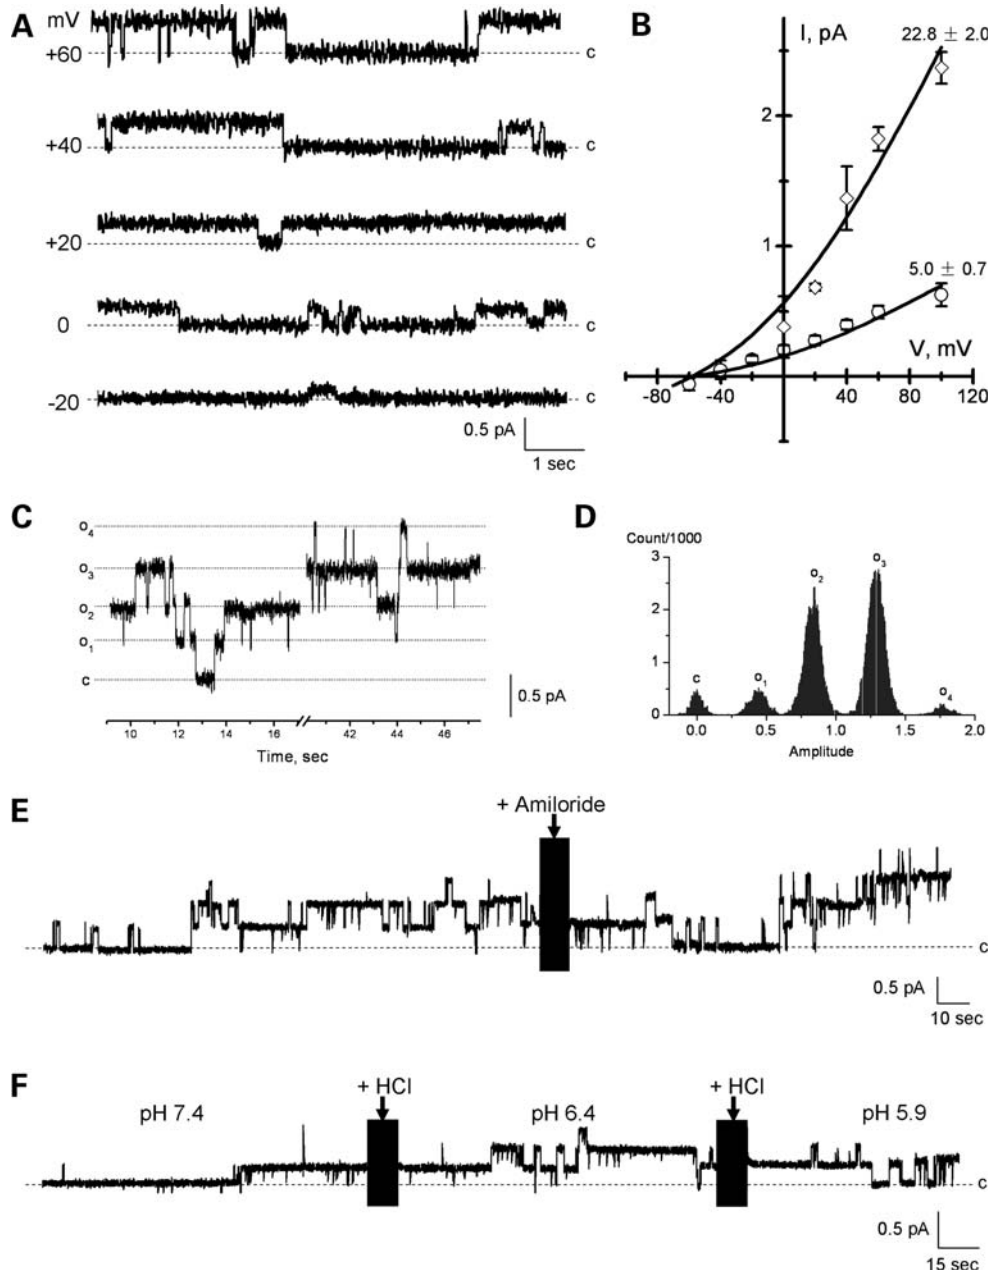 A
mV
+60
c
+40
c
+20
c
0
c
-20
c
0.5 pA
1 sec
B
I, pA
22.8 ± 2.0
2
1
5.0 ± 0.7
V, mV
-80 -40 40 80 120
C
o4
o3
o2
o1
c
0.5 pA
10 12 14 16 42 44 46
Time, sec
D
Count/1000
3
2
1
0
c o1 o2 o3 o4
0.0 0.5 1.0 1.5 2.0
Amplitude
E
+ Amiloride
c
0.5 pA
10 sec
F
+ HCl + HCl
pH 7.4 pH 6.4 pH 5.9
c
0.5 pA
15 sec